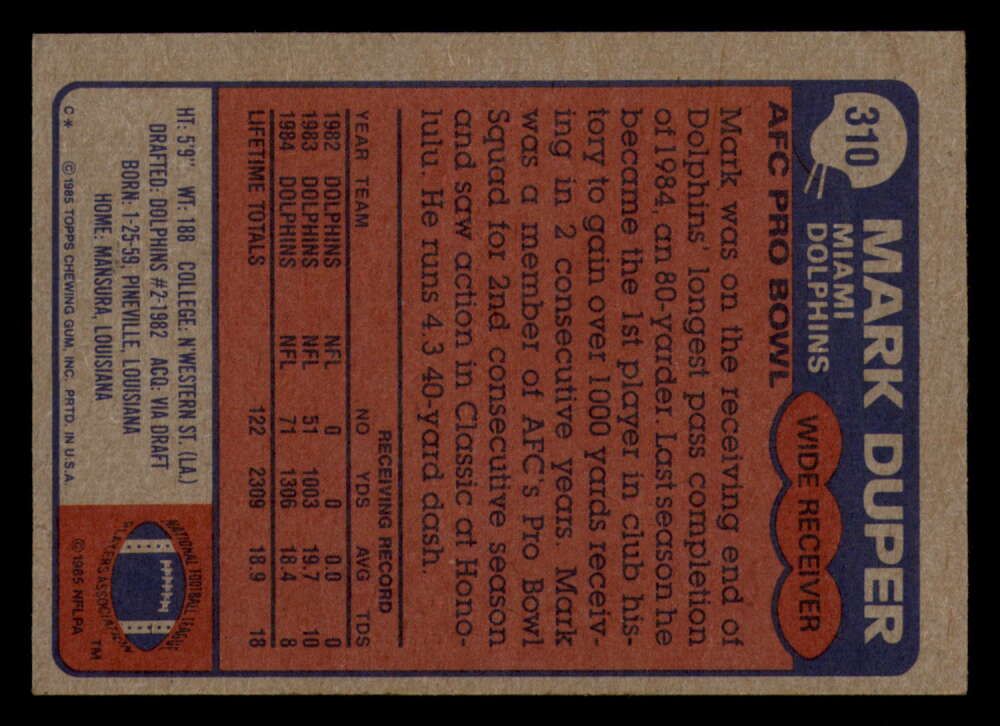 310
MARK DUPER
MIAMI
DOLPHINS
WIDE RECEIVER
AFC PRO BOWL
Mark was on the receiving end of
Dolphins' longest pass completion
of 1984, an 80-yarder. Last season he
became the 1st player in club his-
tory to gain over 1000 yards receiv-
ing in 2 consecutive years. Mark
was a member of AFC's Pro Bowl
Squad for 2nd consecutive season
and saw action in Classic at Hono-
lulu. He runs 4.3 40-yard dash.
RECEIVING RECORD
YEAR TEAM NO YDS AVG TDS
1982 DOLPHINS NFL 0 0 0.0 0
1983 DOLPHINS NFL 51 1003 19.7 10
1984 DOLPHINS NFL 71 1306 18.4 8
LIFETIME TOTALS 122 2309 18.9 18
HT: 5'9" WT: 188 COLLEGE: N'WESTERN ST. (LA.)
DRAFTED: DOLPHINS #2-1982 ACQ: VIA DRAFT
BORN: 1-25-59, PINEVILLE, LOUISIANA
HOME: MANSURA, LOUISIANA
C* © 1985 TOPPS CHEWING GUM, INC. PRTD. IN U.S.A.
NATIONAL FOOTBALL LEAGUE
PLAYERS ASSOCIATION
TM
© 1985 NFLPA